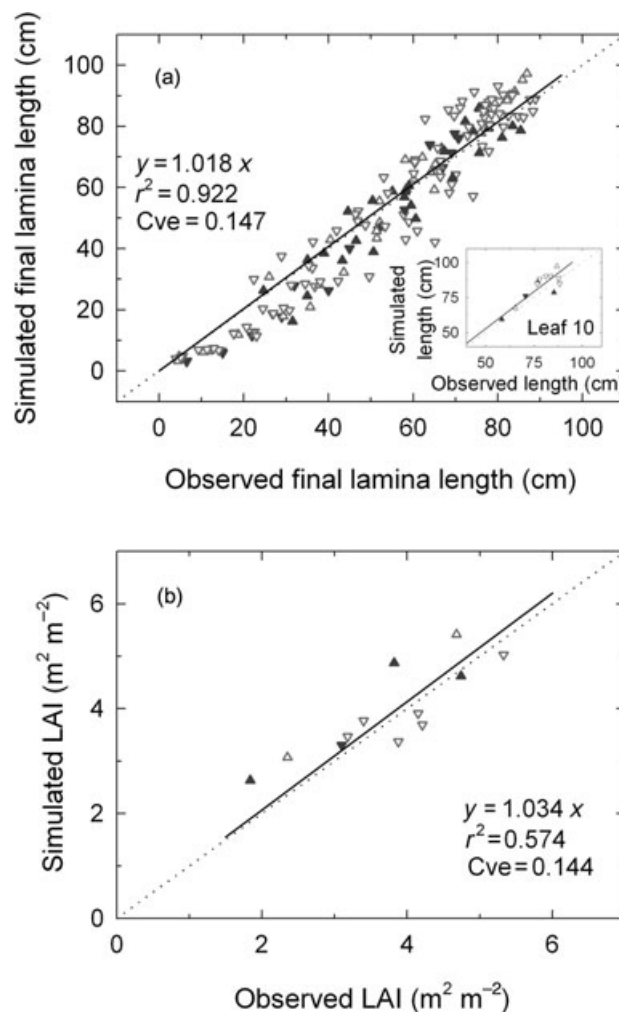 (a)
y = 1.018 x
r² = 0.922
Cve = 0.147
Simulated final lamina length (cm)
100
80
60
40
20
0
0 20 40 60 80 100
Observed final lamina length (cm)
Simulated
length (cm)
100
75
50
Leaf 10
50 75 100
Observed length (cm)
(b)
Simulated LAI (m² m⁻²)
6
4
2
0
y = 1.034 x
r² = 0.574
Cve = 0.144
0 2 4 6
Observed LAI (m² m⁻²)